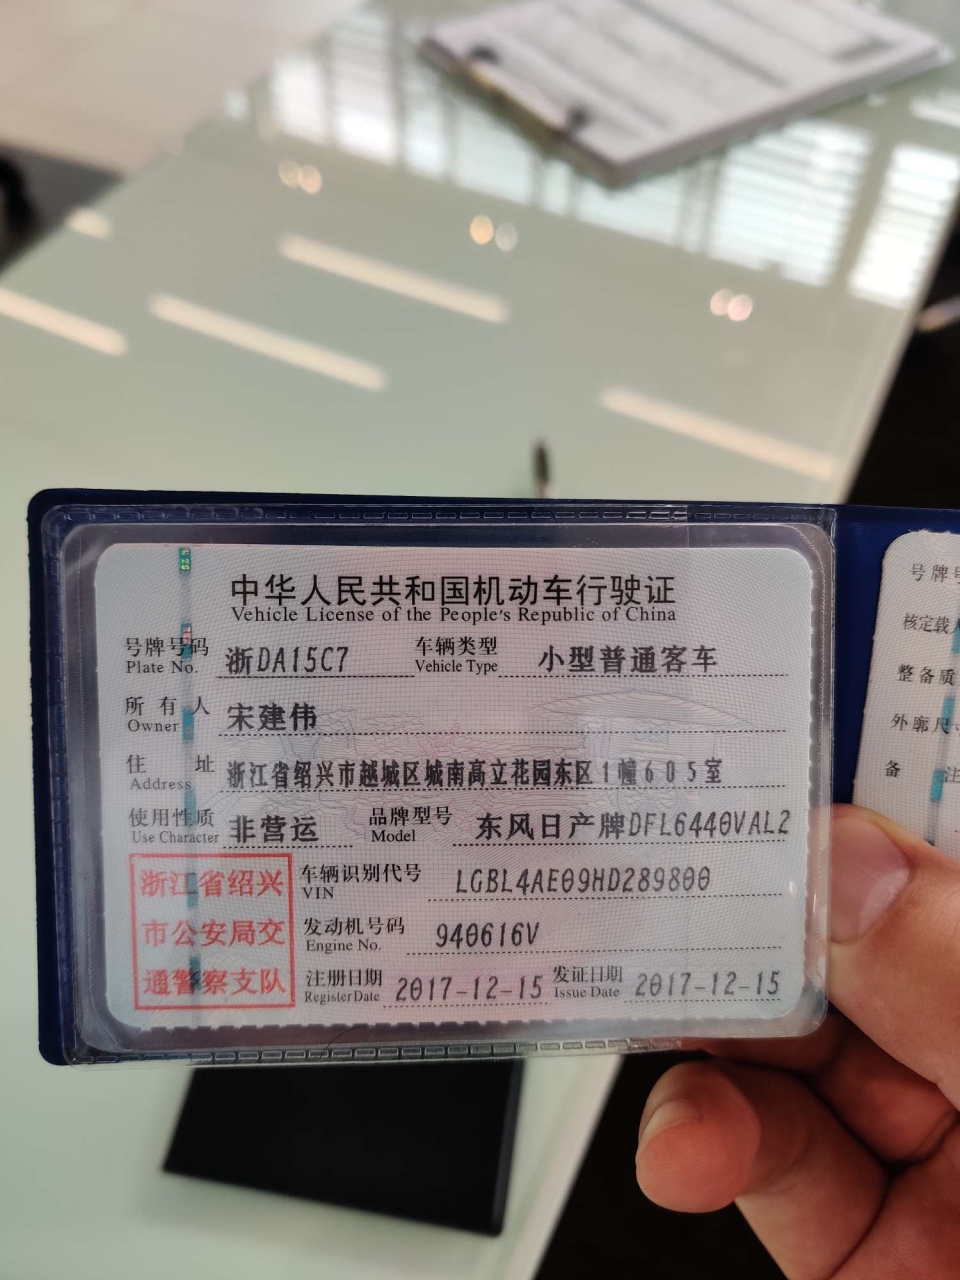 中华人民共和国机动车行驶证
Vehicle License of the People's Republic of China
号牌号码 浙DA15C7 车辆类型 小型普通客车
Plate No. Vehicle Type
所有人 宋建伟
Owner
住址 浙江省绍兴市越城区城南高立花园东区1幢605室
Address
使用性质 非营运 品牌型号 东风日产牌DFL6440VAL2
Use Character Model
浙江省绍兴
市公安局交
通警察支队
车辆识别代号 LGBL4AE09HD289800
VIN
发动机号码 940616V
Engine No.
注册日期 2017-12-15 发证日期 2017-12-15
Register Date Issue Date
号牌号
核定载人
整备质
外廓尺寸
备注